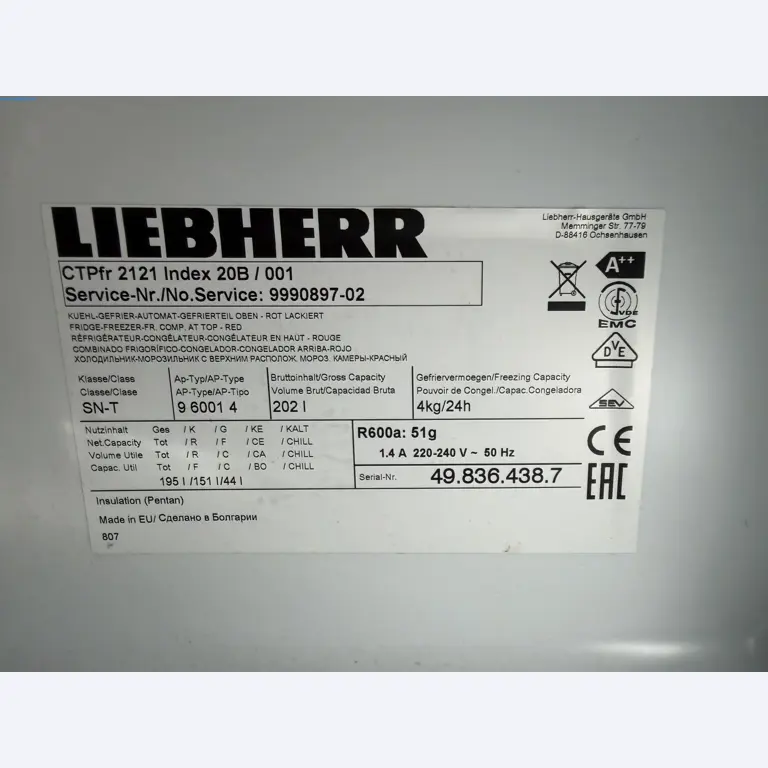 LIEBHERR
Liebherr-Hausgeräte GmbH
Memminger Str. 77-79
D-88416 Ochsenhausen
CTPfr 2121 Index 20B / 001
Service-Nr./No.Service: 9990897-02
A++
KUEHL-GEFRIER-AUTOMAT-GEFRIERTEIL OBEN - ROT LACKIERT
FRIDGE-FREEZER-FR. COMP. AT TOP - RED
RÉFRIGÉRATEUR-CONGÉLATEUR-CONGÉLATEUR EN HAUT - ROUGE
COMBINADO FRIGORÍFICO-CONGELADOR-CONGELADOR ARRIBA-ROJO
ХОЛОДИЛЬНИК-МОРОЗИЛЬНИК С ВЕРХНИМ РАСПОЛОЖ. МОРОЗ. КАМЕРЫ-КРАСНЫЙ
VDE
EMC
DVE
SEV
Klasse/Class
Classe/Clase
SN-T
Ap-Typ/AP-Type
AP-Type/AP-Tipo
9 6001 4
Bruttoinhalt/Gross Capacity
Volume Brut/Capacidad Bruta
202 l
Gefriervermoegen/Freezing Capacity
Pouvoir de Congel./Capac.Congeladora
4kg/24h
Nutzinhalt Ges / K / G / KE / KALT
Net.Capacity Tot / R / F / CE / CHILL
Volume Utile Tot / R / C / CA / CHILL
Capac. Util Tot / F / C / BO / CHILL
195 l /151 l/44 l
R600a: 51g
1.4 A 220-240 V ~ 50 Hz
Serial-Nr. 49.836.438.7
CE
EAC
Insulation (Pentan)
Made in EU/ Сделано в Болгарии
807